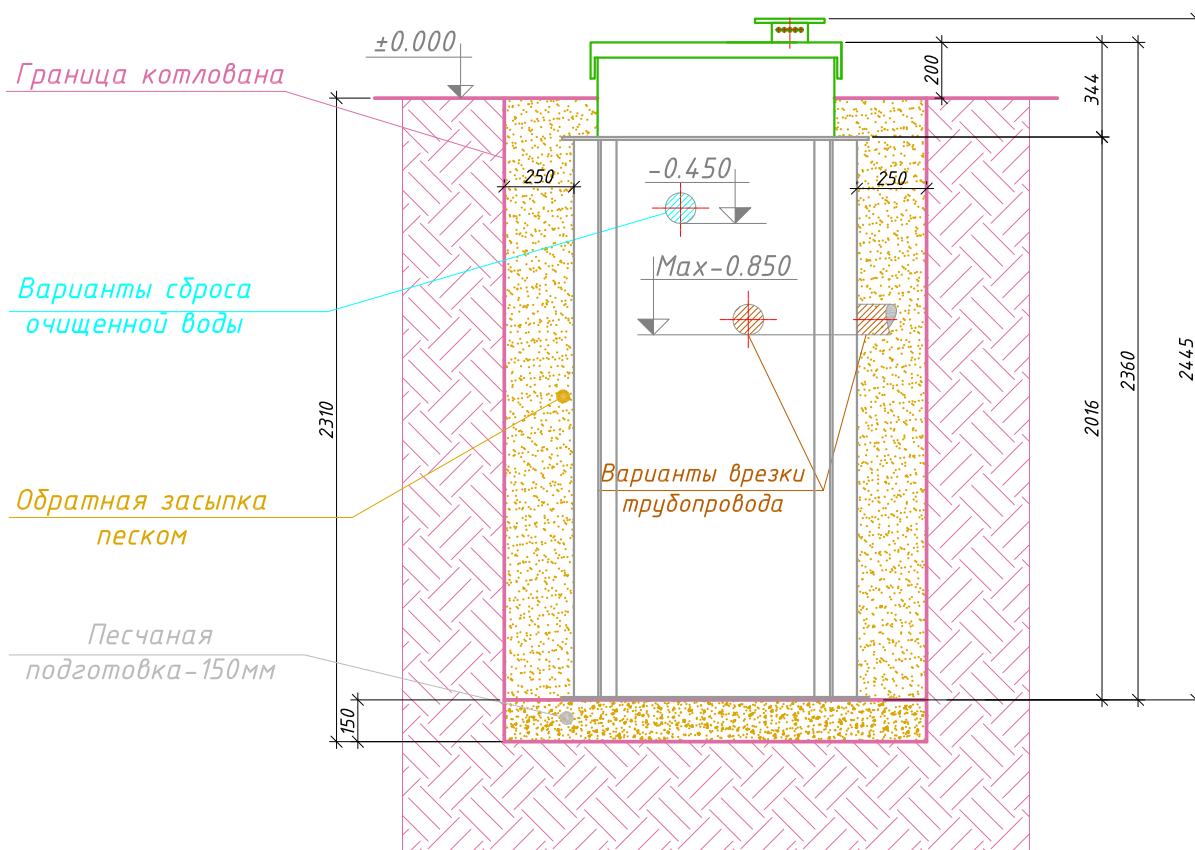 ±0.000
Граница котлована
200
344
250
-0.450
250
Max-0.850
Варианты сброса
очищенной воды
2310
2016
2360
2445
Варианты врезки
трубопровода
Обратная засыпка
песком
Песчаная
подготовка-150мм
150